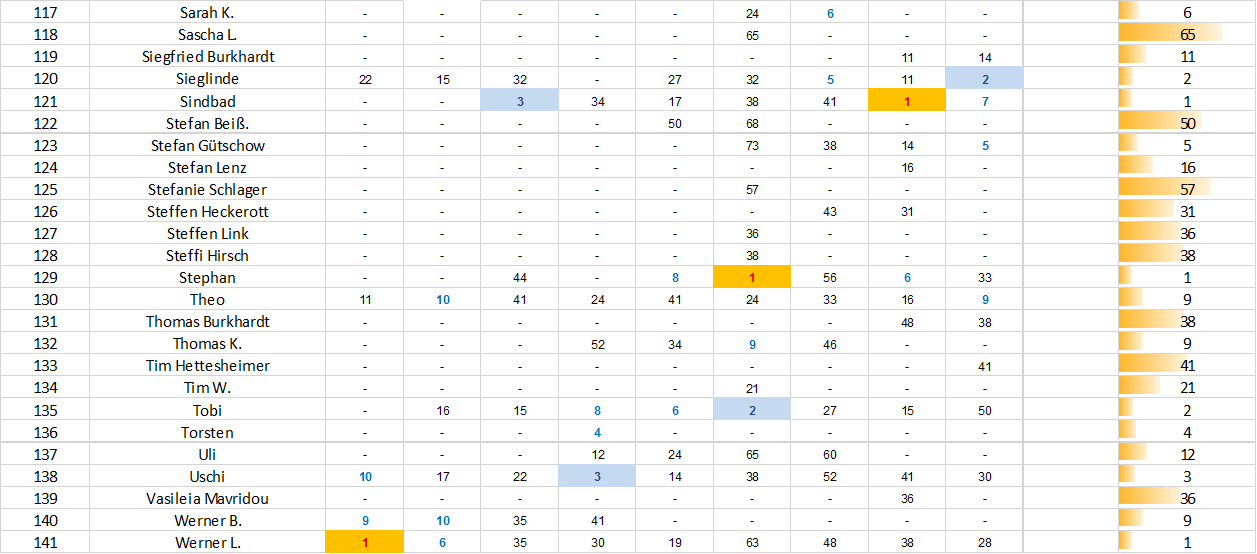 117 Sarah K. - - - - - 24 6 - - 6
118 Sascha L. - - - - - 65 - - - 65
119 Siegfried Burkhardt - - - - - - - 11 14 11
120 Sieglinde 22 15 32 - 27 32 5 11 2 2
121 Sindbad - - 3 34 17 38 41 1 7 1
122 Stefan Beiß. - - - - 50 68 - - - 50
123 Stefan Gütschow - - - - - 73 38 14 5 5
124 Stefan Lenz - - - - - - - 16 - 16
125 Stefanie Schlager - - - - - 57 - - - 57
126 Steffen Heckerott - - - - - - 43 31 - 31
127 Steffen Link - - - - - 36 - - - 36
128 Steffi Hirsch - - - - - 38 - - - 38
129 Stephan - - 44 - 8 1 56 6 33 1
130 Theo 11 10 41 24 41 24 33 16 9 9
131 Thomas Burkhardt - - - - - - - 48 38 38
132 Thomas K. - - - 52 34 9 46 - - 9
133 Tim Hettesheimer - - - - - - - - 41 41
134 Tim W. - - - - - 21 - - - 21
135 Tobi - 16 15 8 6 2 27 15 50 2
136 Torsten - - - 4 - - - - - 4
137 Uli - - - 12 24 65 60 - - 12
138 Uschi 10 17 22 3 14 38 52 41 30 3
139 Vasileia Mavridou - - - - - - - 36 - 36
140 Werner B. 9 10 35 41 - - - - - 9
141 Werner L. 1 6 35 30 19 63 48 38 28 1